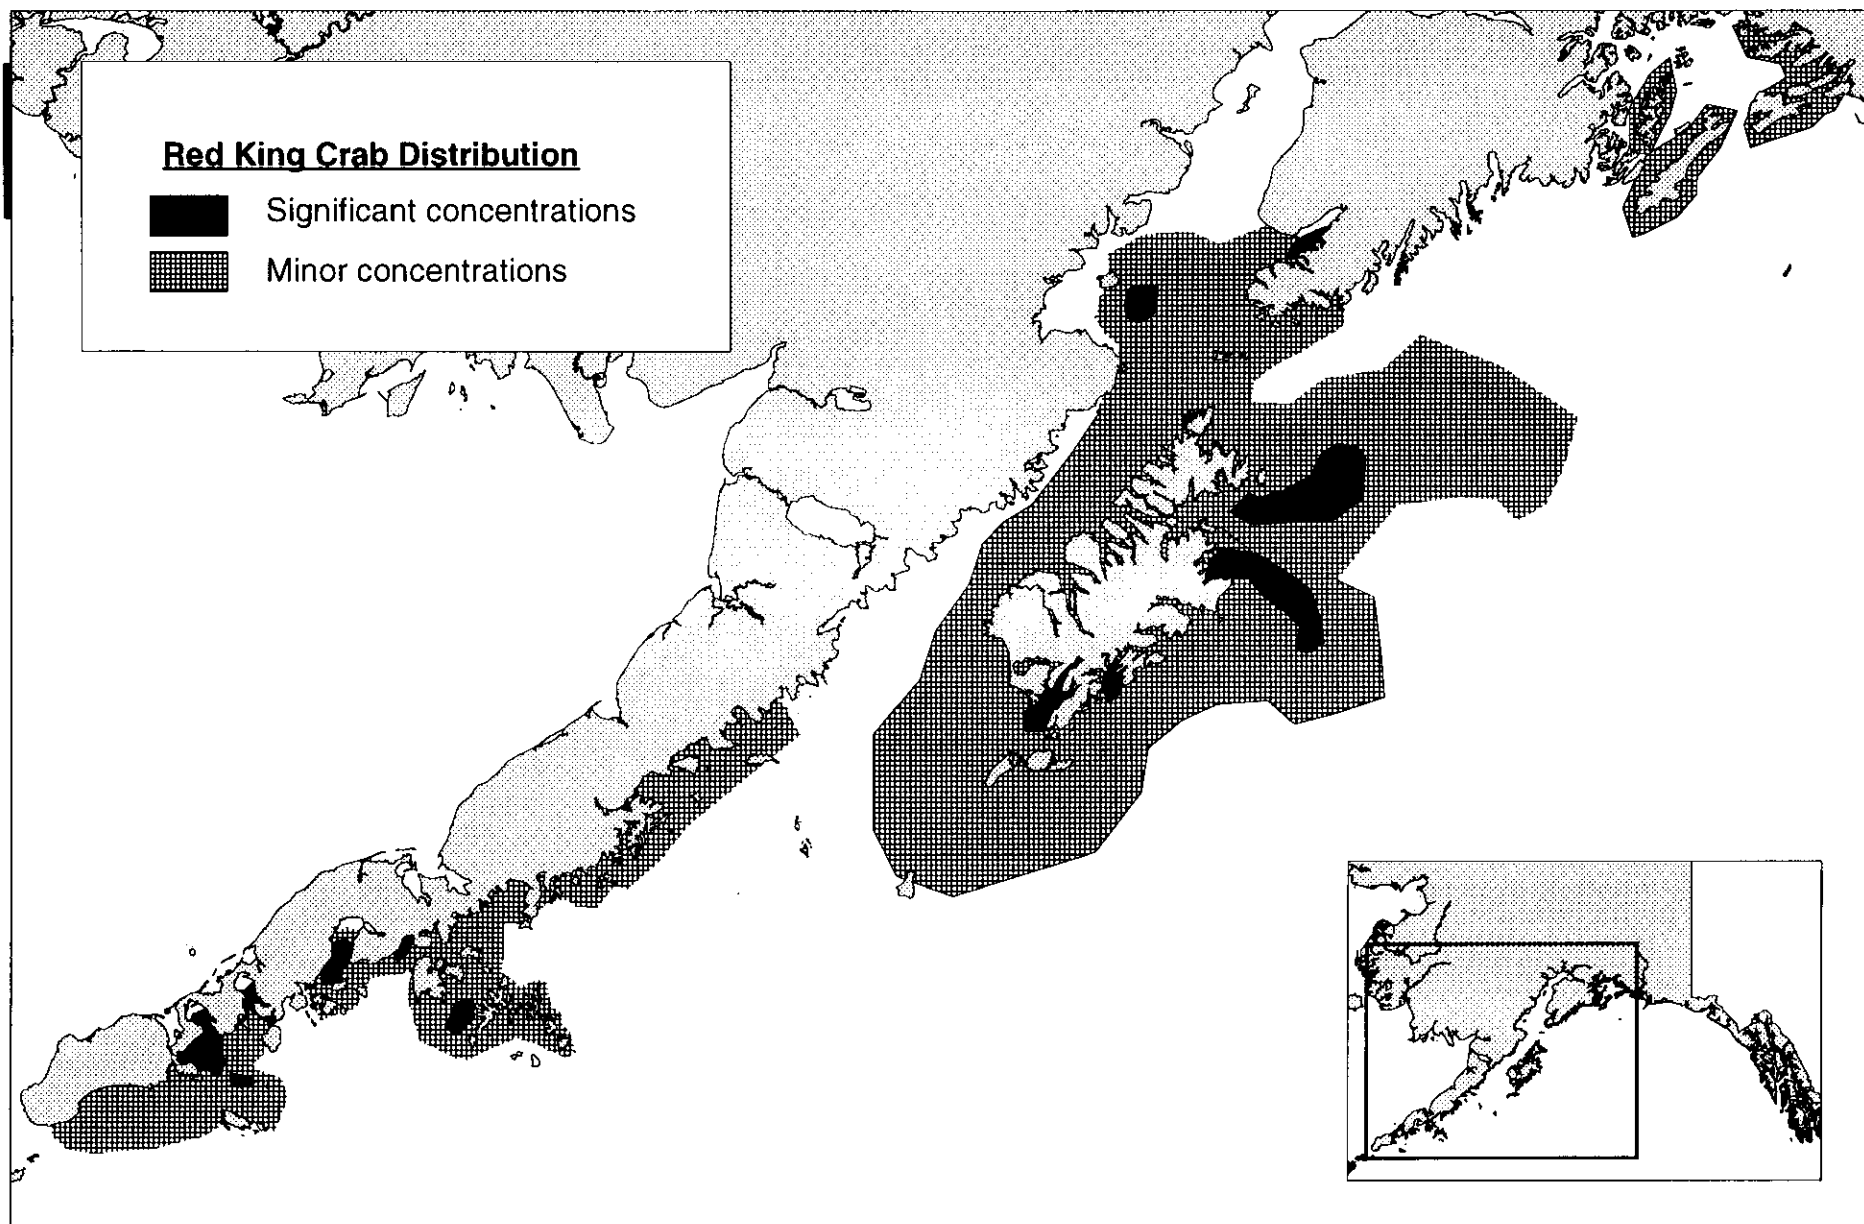 Red King Crab Distribution
Significant concentrations
Minor concentrations